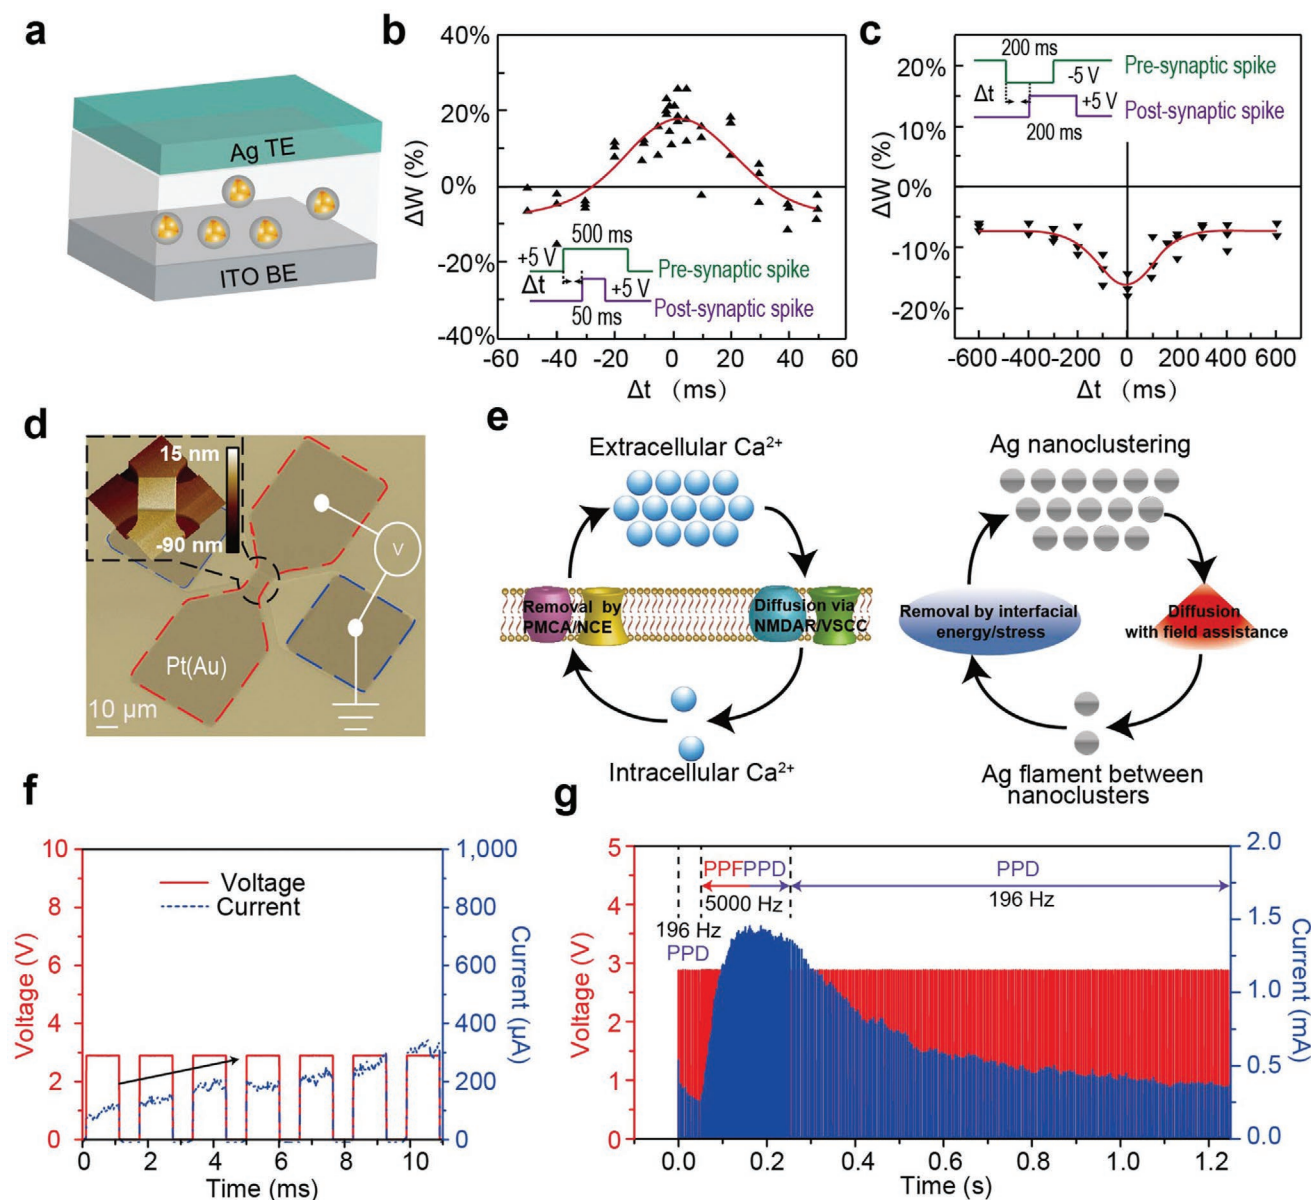 a
Ag TE
ITO BE
b
40%
20%
0%
-20%
-40%
ΔW (%)
500 ms
+5 V
Pre-synaptic spike
Δt
+5 V
Post-synaptic spike
50 ms
-60 -40 -20 0 20 40 60
Δt (ms)
c
20%
10%
0%
-10%
-20%
ΔW (%)
200 ms
Pre-synaptic spike
-5 V
Δt
+5 V
Post-synaptic spike
200 ms
-600 -400 -200 0 200 400 600
Δt (ms)
d
15 nm
-90 nm
V
Pt(Au)
10 μm
e
Extracellular Ca²⁺
Removal by
PMCA/NCE
Diffusion via
NMDAR/VSCC
Intracellular Ca²⁺
Ag nanoclustering
Removal by interfacial
energy/stress
Diffusion
with field assistance
Ag flament between
nanoclusters
f
10
8
6
4
2
0
Voltage (V)
Voltage
Current
1,000
800
600
400
200
0
Current (μA)
0 2 4 6 8 10
Time (ms)
g
5
4
3
2
1
0
Voltage (V)
PPF PPD
5000 Hz
196 Hz
PPD
PPD
196 Hz
2.0
1.5
1.0
0.5
0.0
Current (mA)
0.0 0.2 0.4 0.6 0.8 1.0 1.2
Time (s)